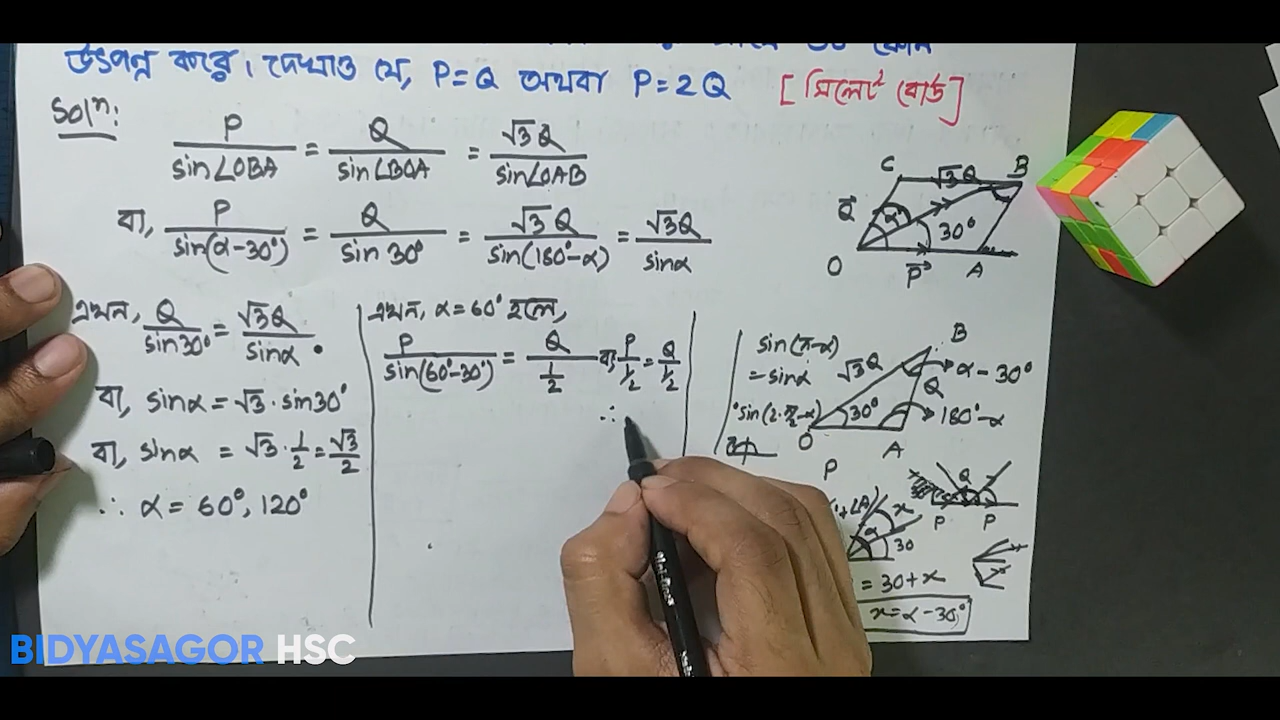 উৎপন্ন করে। দেখাও যে, P=Q অথবা P=2Q [সিলেট বোর্ড]
Solⁿ:
P/sin∠OBA = Q/sin∠BOA = √3Q/sin∠OAB
বা, P/sin(α-30°) = Q/sin 30° = √3Q/sin(180°-α) = √3Q/sinα
এখন, Q/sin30° = √3Q/sinα
বা, sinα = √3·sin30°
বা, sinα = √3·1/2 = √3/2
∴ α = 60°, 120°
এখন, α=60° হলে,
P/sin(60°-30°) = Q/1/2 বা, P/1/2 = Q/1/2
∴
C √3Q B
Q α 30°
O P A
sin(π-α)
= sinα
sin(2·π/2-α)
B
√3Q α-30°
Q
30° 180°-α
O A
P
Q
P P
+∠A) x
α
30
= 30+x
x=α-30°
BIDYASAGOR HSC